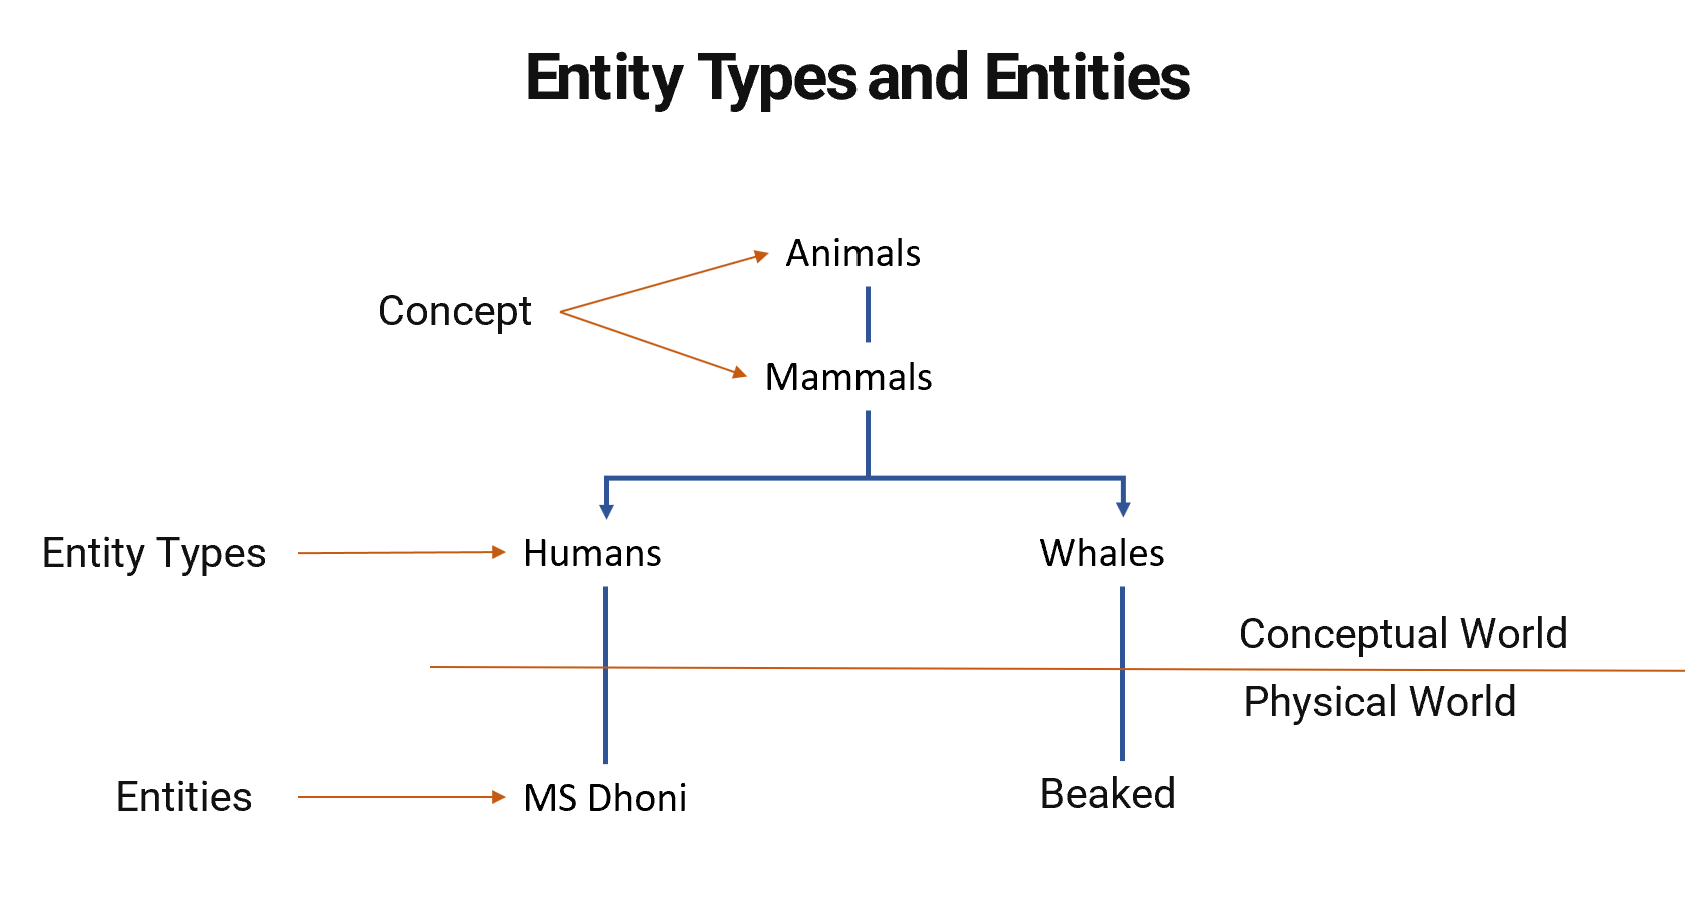 Entity Types and Entities
Animals
Concept
Mammals
Entity Types
Humans
Whales
Conceptual World
Physical World
Entities
MS Dhoni
Beaked